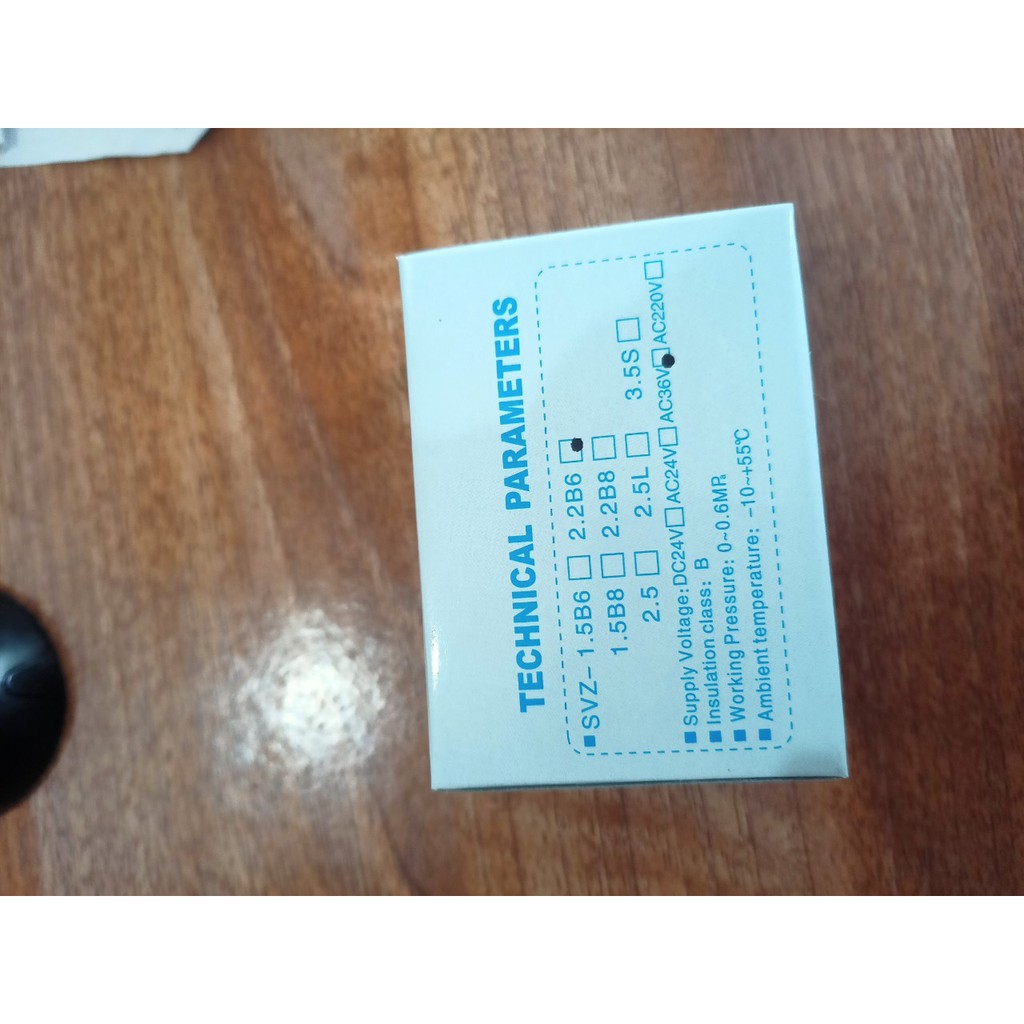 TECHNICAL PARAMETERS
■SVZ-1.5B6□ 2.2B6□
1.5B8□ 2.2B8□
2.5□ 2.5L□ 3.5S□
■Supply Voltage:DC24V□AC24V□AC36V□AC220V□
■Insulation class: B
■Working Pressure: 0~0.6MPa
■Ambient temperature: -10~+55℃